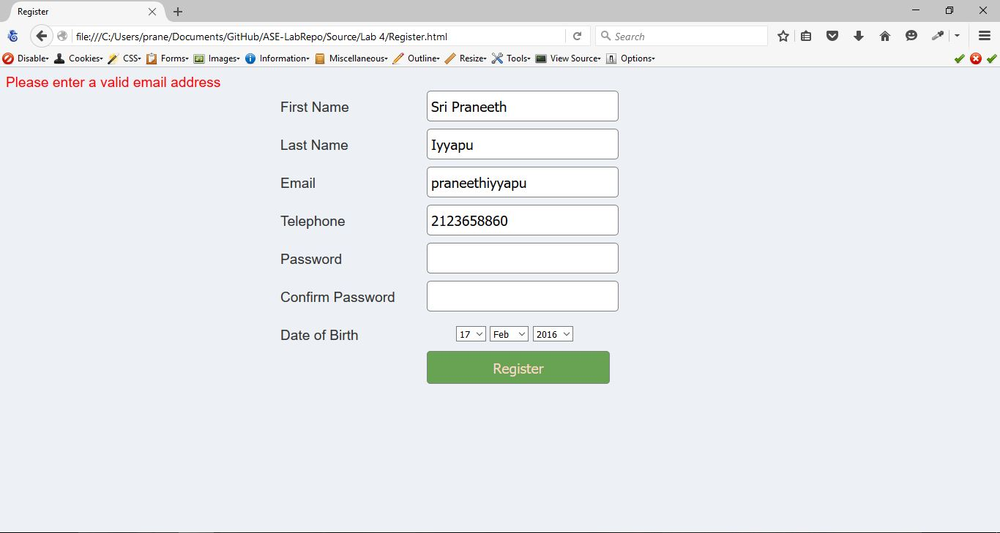 Register
file:///C:/Users/prane/Documents/GitHub/ASE-LabRepo/Source/Lab 4/Register.html
Search
Disable Cookies CSS Forms Images Information Miscellaneous Outline Resize Tools View Source Options
Please enter a valid email address
First Name Sri Praneeth
Last Name Iyyapu
Email praneethiyyapu
Telephone 2123658860
Password
Confirm Password
Date of Birth 17 Feb 2016
Register